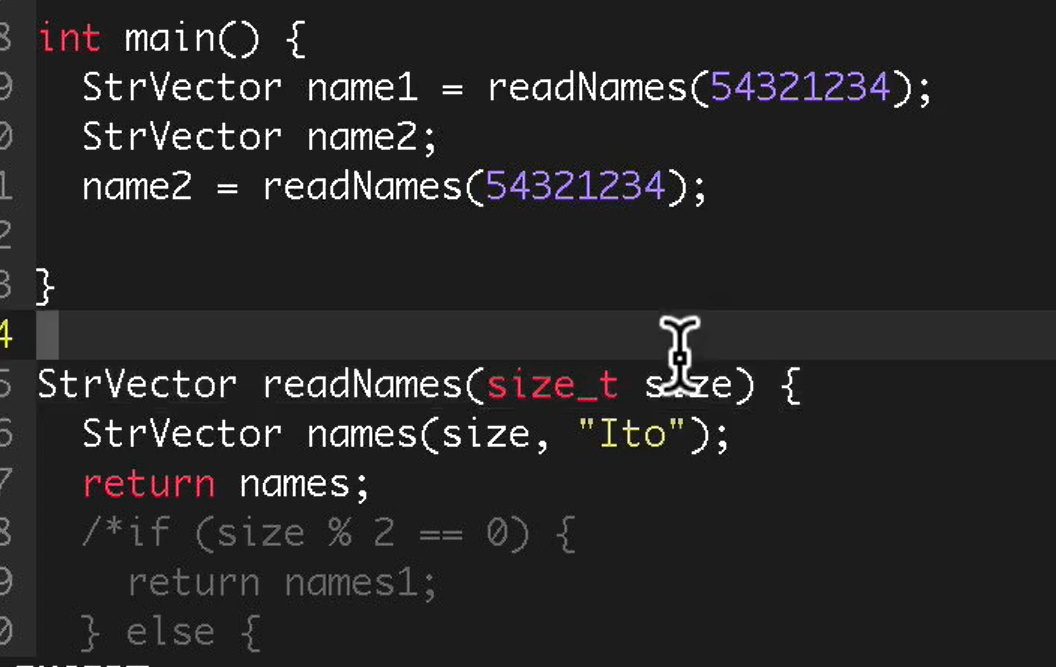 8 int main() {
9 StrVector name1 = readNames(54321234);
0 StrVector name2;
1 name2 = readNames(54321234);
2
3 }
4
5 StrVector readNames(size_t size) {
6 StrVector names(size, "Ito");
7 return names;
8 /*if (size % 2 == 0) {
9 return names1;
0 } else {